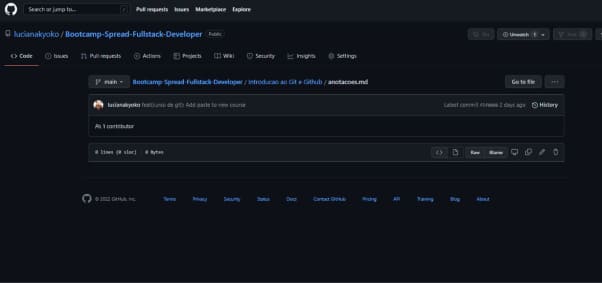 Search or jump to... / Pull requests Issues Marketplace Explore
lucianakyoko / Bootcamp-Spread-Fullstack-Developer Public Pin Unwatch 1 Fork
Code Issues Pull requests Actions Projects Wiki Security Insights Settings
main Bootcamp-Spread-Fullstack-Developer / Introducao ao Git e Github / anotacoes.md Go to file ...
lucianakyoko feat(curso de git): Add paste to new course Latest commit 2 days ago History
1 contributor
0 lines (0 sloc) 0 Bytes <> Raw Blame
© 2022 GitHub, Inc. Terms Privacy Security Status Docs Contact GitHub Pricing API Training Blog About